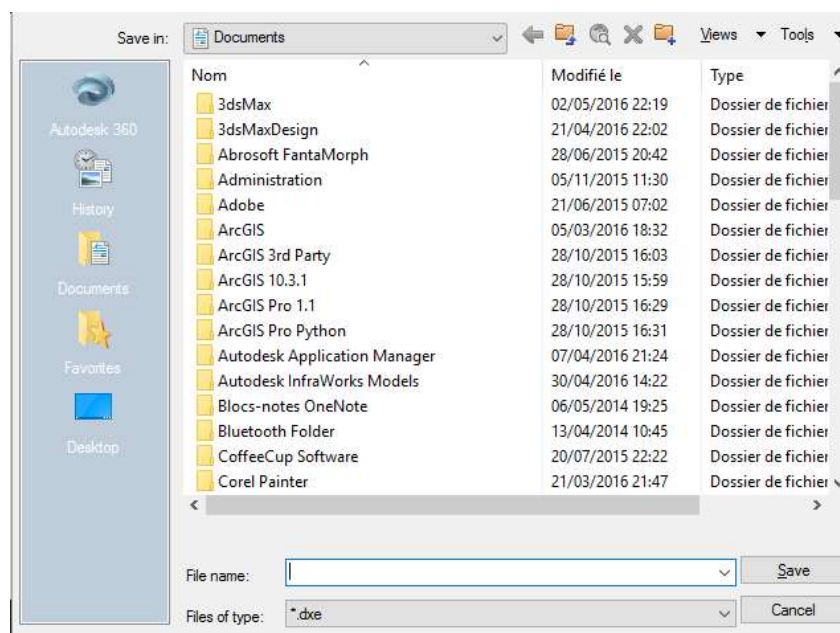 Save in: Documents Views Tools
Nom Modifié le Type
3dsMax 02/05/2016 22:19 Dossier de fichier
3dsMaxDesign 21/04/2016 22:02 Dossier de fichier
Abrosoft FantaMorph 28/06/2015 20:42 Dossier de fichier
Administration 05/11/2015 11:30 Dossier de fichier
Adobe 21/06/2015 07:02 Dossier de fichier
ArcGIS 05/03/2016 18:32 Dossier de fichier
ArcGIS 3rd Party 28/10/2015 16:03 Dossier de fichier
ArcGIS 10.3.1 28/10/2015 15:59 Dossier de fichier
ArcGIS Pro 1.1 28/10/2015 16:29 Dossier de fichier
ArcGIS Pro Python 28/10/2015 16:31 Dossier de fichier
Autodesk Application Manager 07/04/2016 21:24 Dossier de fichier
Autodesk InfraWorks Models 30/04/2016 14:22 Dossier de fichier
Blocs-notes OneNote 06/05/2014 19:25 Dossier de fichier
Bluetooth Folder 13/04/2014 10:45 Dossier de fichier
CoffeeCup Software 20/07/2015 22:22 Dossier de fichier
Corel Painter 21/03/2016 21:47 Dossier de fichier
Autodesk 360
History
Documents
Favorites
Desktop
File name: Save
Files of type: *.dxe Cancel